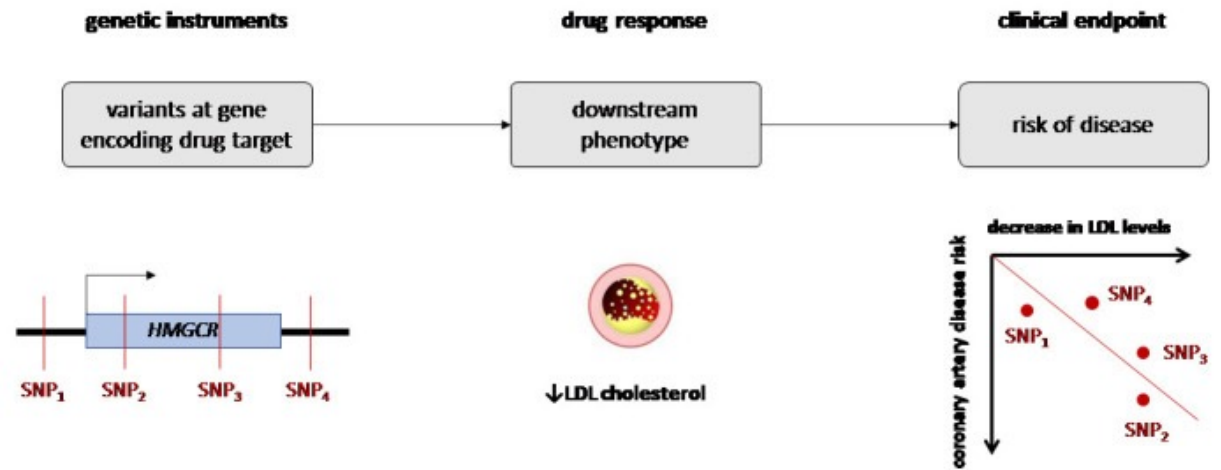 genetic instruments
drug response
clinical endpoint
variants at gene
encoding drug target
downstream
phenotype
risk of disease
HMGCR
SNP₁
SNP₂
SNP₃
SNP₄
↓LDL cholesterol
decrease in LDL levels
coronary artery disease risk
SNP₄
SNP₁
SNP₃
SNP₂